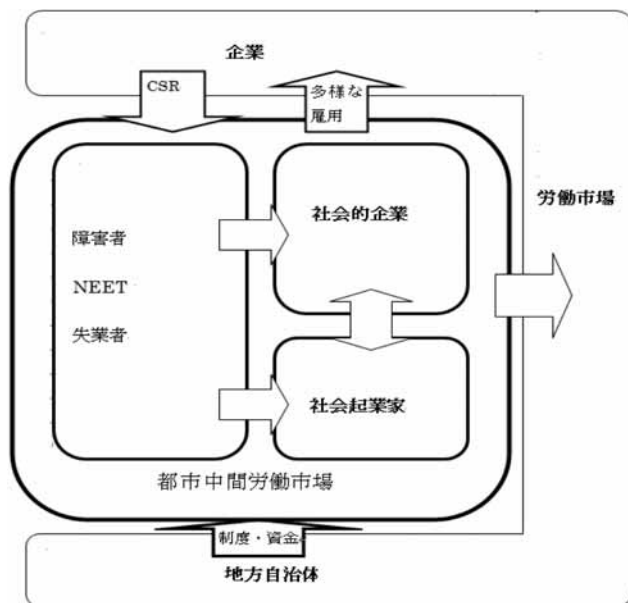 企業
CSR
多様な
雇用
労働市場
社会的企業
障害者
NEET
失業者
社会起業家
都市中間労働市場
制度・資金
地方自治体